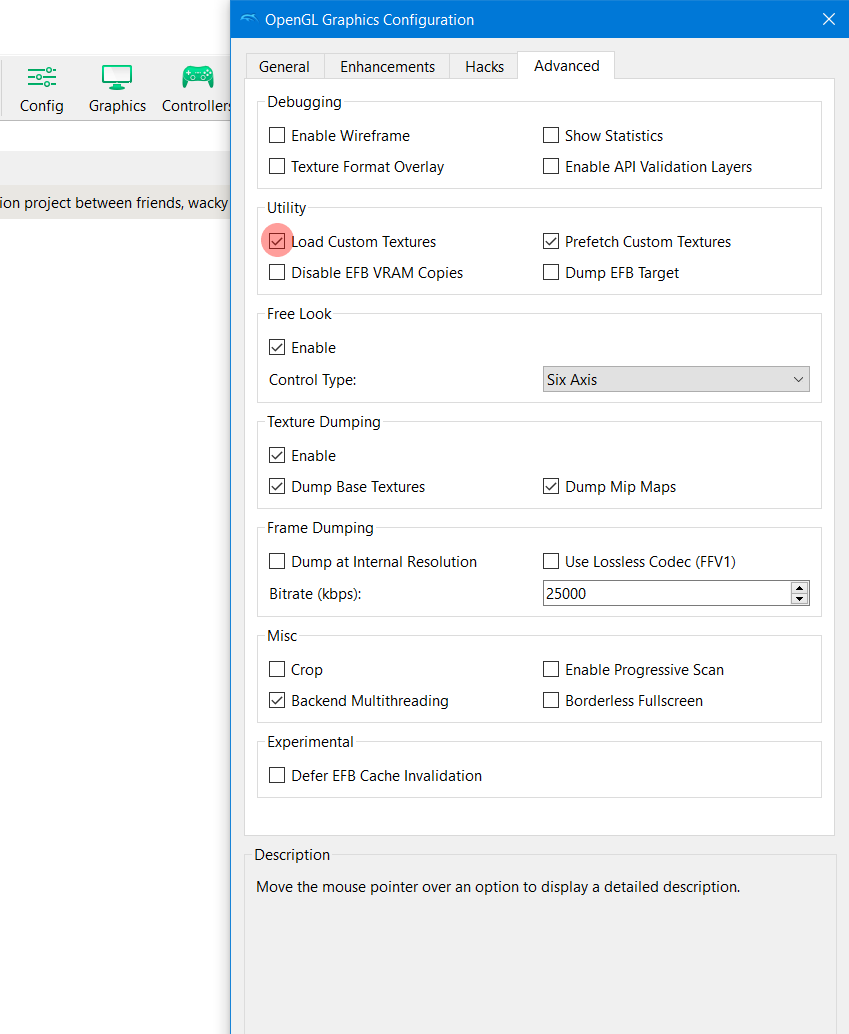 OpenGL Graphics Configuration
General Enhancements Hacks Advanced
Config Graphics Controllers
ion project between friends, wacky
Debugging
Enable Wireframe Show Statistics
Texture Format Overlay Enable API Validation Layers
Utility
Load Custom Textures Prefetch Custom Textures
Disable EFB VRAM Copies Dump EFB Target
Free Look
Enable
Control Type: Six Axis
Texture Dumping
Enable
Dump Base Textures Dump Mip Maps
Frame Dumping
Dump at Internal Resolution Use Lossless Codec (FFV1)
Bitrate (kbps): 25000
Misc
Crop Enable Progressive Scan
Backend Multithreading Borderless Fullscreen
Experimental
Defer EFB Cache Invalidation
Description
Move the mouse pointer over an option to display a detailed description.